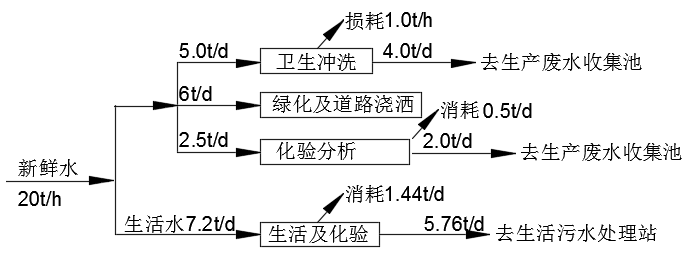 损耗1.0t/h
5.0t/d
卫生冲洗
4.0t/d
去生产废水收集池
6t/d
绿化及道路浇洒
消耗0.5t/d
2.5t/d
化验分析
2.0t/d
去生产废水收集池
新鲜水
20t/h
消耗1.44t/d
生活水7.2t/d
生活及化验
5.76t/d
去生活污水处理站